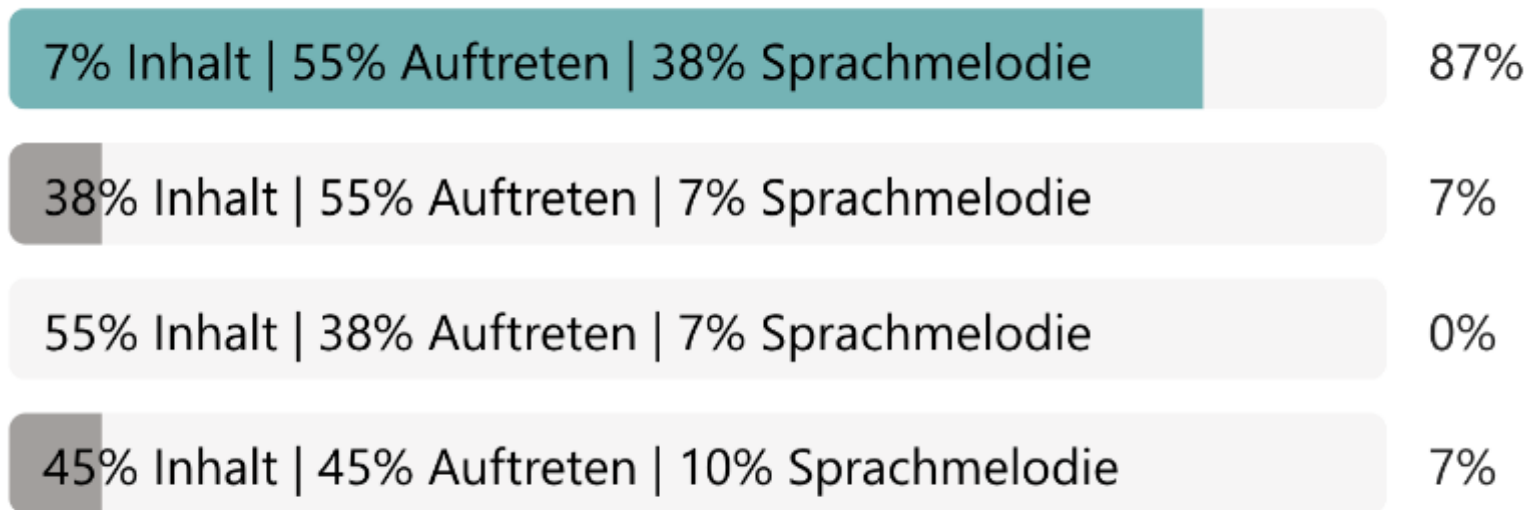 7% Inhalt | 55% Auftreten | 38% Sprachmelodie 87%
38% Inhalt | 55% Auftreten | 7% Sprachmelodie 7%
55% Inhalt | 38% Auftreten | 7% Sprachmelodie 0%
45% Inhalt | 45% Auftreten | 10% Sprachmelodie 7%